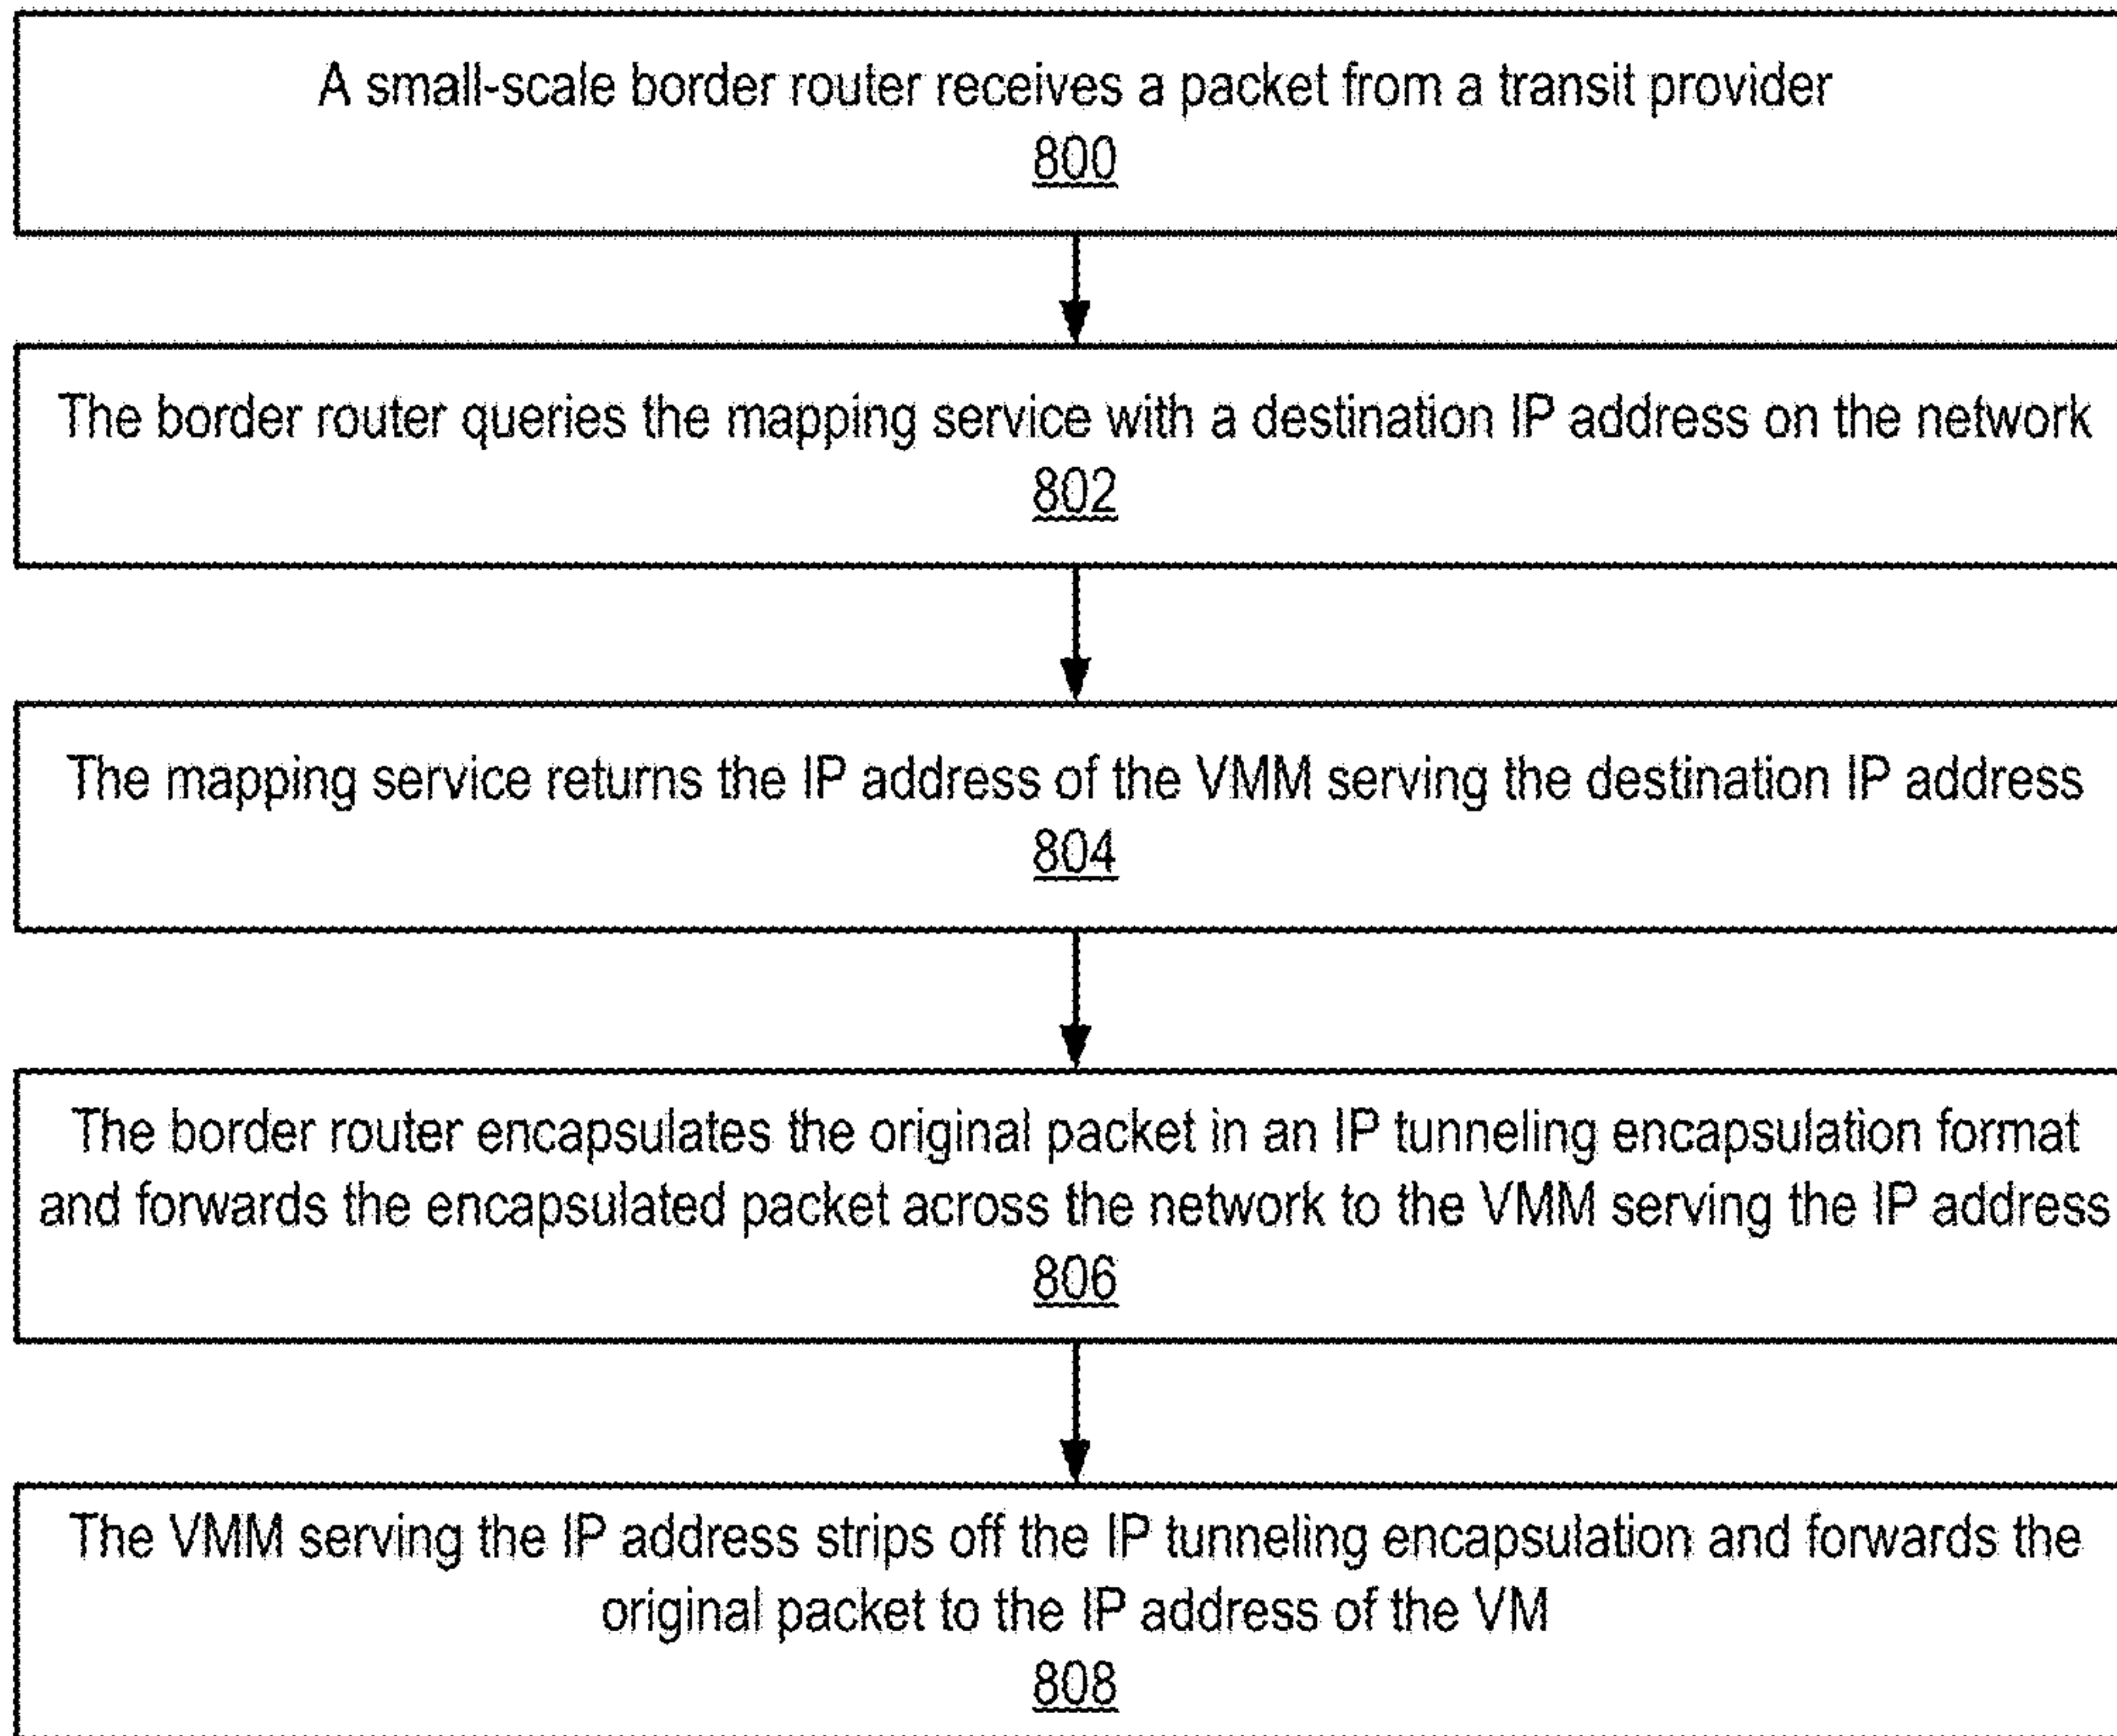 A small-scale border router receives a packet from a transit provider
800
The border router queries the mapping service with a destination IP address on the network
802
The mapping service returns the IP address of the VMM serving the destination IP address
804
The border router encapsulates the original packet in an IP tunneling encapsulation format
and forwards the encapsulated packet across the network to the VMM serving the IP address
806
The VMM serving the IP address strips off the IP tunneling encapsulation and forwards the
original packet to the IP address of the VM
808